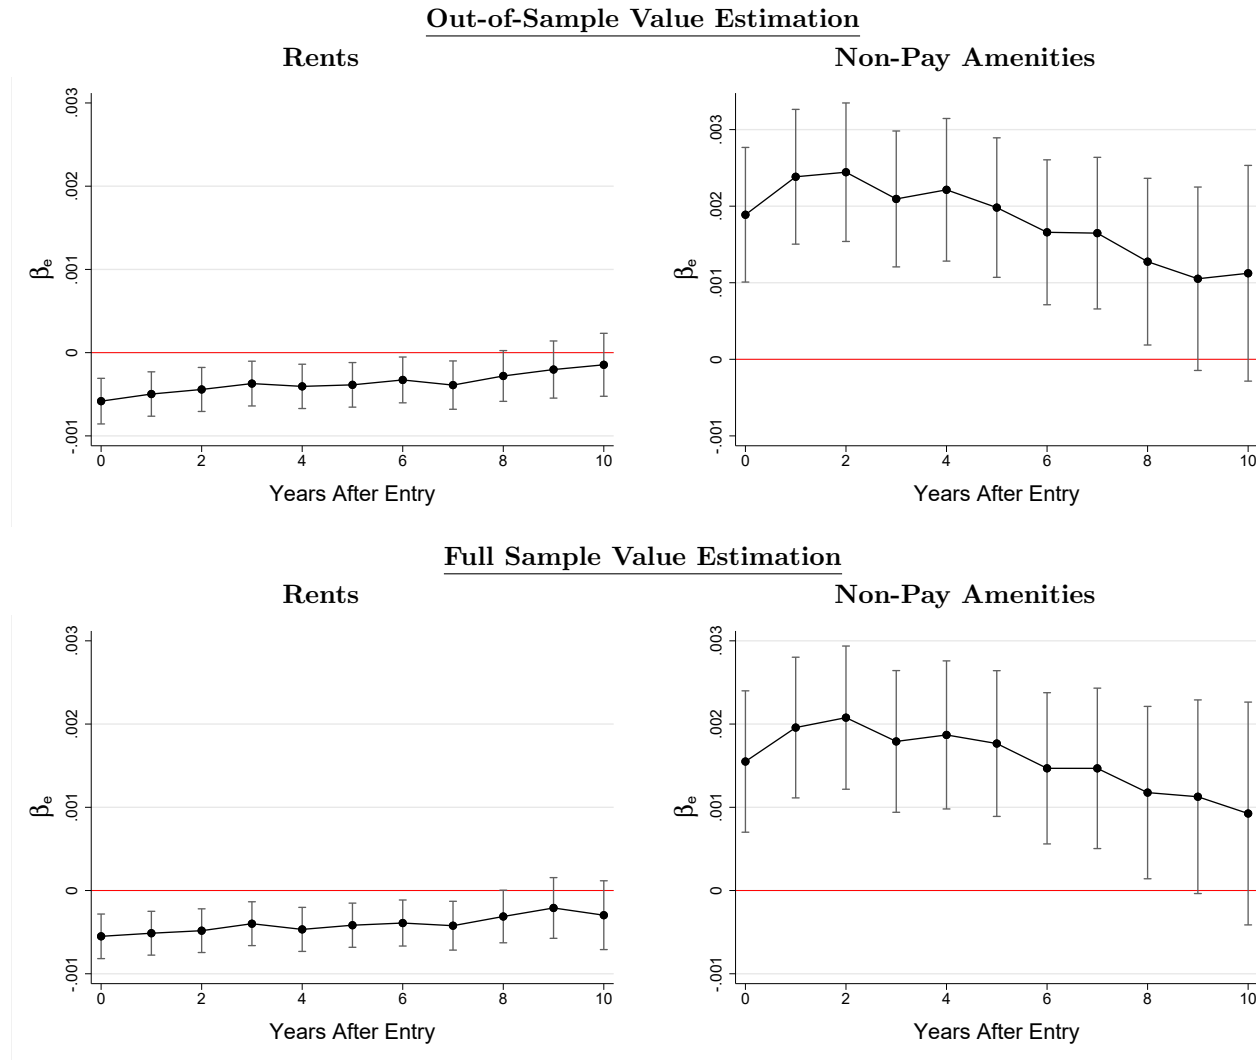 Out-of-Sample Value Estimation
Rents
Non-Pay Amenities
.003
.002
.001
0
-.001
βe
0 2 4 6 8 10
Years After Entry
.003
.002
.001
0
-.001
βe
0 2 4 6 8 10
Years After Entry
Full Sample Value Estimation
Rents
Non-Pay Amenities
.003
.002
.001
0
-.001
βe
0 2 4 6 8 10
Years After Entry
.003
.002
.001
0
-.001
βe
0 2 4 6 8 10
Years After Entry